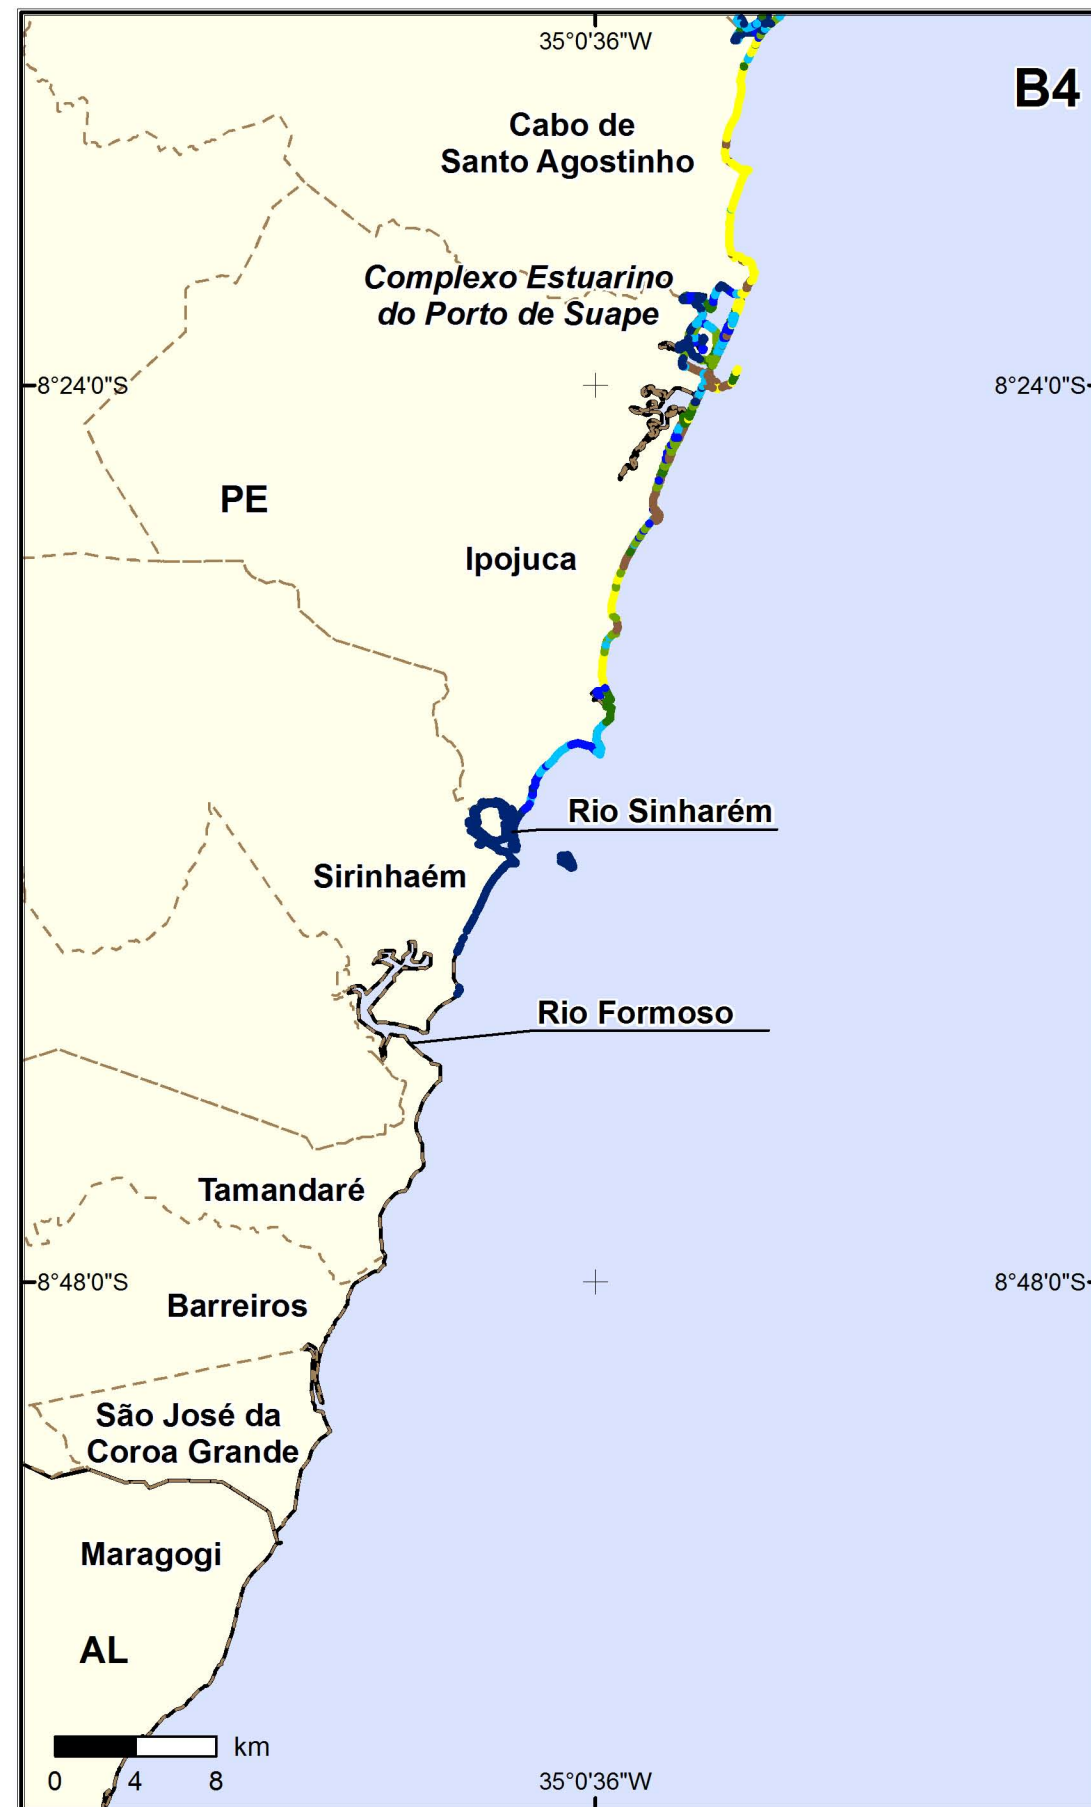 35°0'36"W
B4
Cabo de
Santo Agostinho
Complexo Estuarino
do Porto de Suape
8°24'0"S
8°24'0"S
PE
Ipojuca
Rio Sinharém
Sirinhaém
Rio Formoso
Tamandaré
8°48'0"S
8°48'0"S
Barreiros
São José da
Coroa Grande
Maragogi
AL
km
0 4 8
35°0'36"W